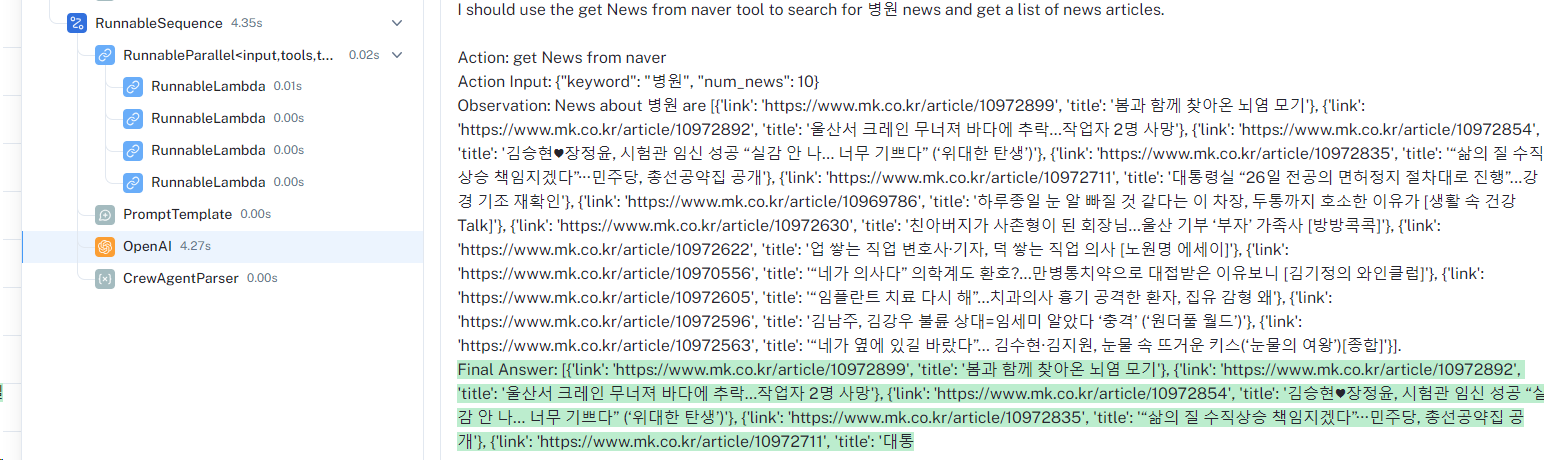 RunnableSequence 4.35s
RunnableParallel<input,tools,t... 0.02s
RunnableLambda 0.01s
RunnableLambda 0.00s
RunnableLambda 0.00s
RunnableLambda 0.00s
PromptTemplate 0.00s
OpenAI 4.27s
CrewAgentParser 0.00s
I should use the get News from naver tool to search for 병원 news and get a list of news articles.
Action: get News from naver
Action Input: {"keyword": "병원", "num_news": 10}
Observation: News about 병원 are [{'link': 'https://www.mk.co.kr/article/10972899', 'title': '봄과 함께 찾아온 뇌염 모기'}, {'link':
'https://www.mk.co.kr/article/10972892', 'title': '울산서 크레인 무너져 바다에 추락…작업자 2명 사망'}, {'link': 'https://www.mk.co.kr/article/10972854',
'title': '김승현♥장정윤, 시험관 임신 성공 “실감 안 나… 너무 기쁘다” (‘위대한 탄생’)'}, {'link': 'https://www.mk.co.kr/article/10972835', 'title': '“삶의 질 수직
상승 책임지겠다”…민주당, 총선공약집 공개'}, {'link': 'https://www.mk.co.kr/article/10972711', 'title': '대통령실 “26일 전공의 면허정지 절차대로 진행”…강
경 기조 재확인'}, {'link': 'https://www.mk.co.kr/article/10969786', 'title': '하루종일 눈 알 빠질 것 같다는 이 차장, 두통까지 호소한 이유가 [생활 속 건강
Talk]'}, {'link': 'https://www.mk.co.kr/article/10972630', 'title': '친아버지가 사촌형이 된 회장님…울산 기부 ‘부자’ 가족사 [방방콕콕]'}, {'link':
'https://www.mk.co.kr/article/10972622', 'title': '업 쌓는 직업 변호사·기자, 덕 쌓는 직업 의사 [노원명 에세이]'}, {'link':
'https://www.mk.co.kr/article/10970556', 'title': '“네가 의사다” 의학계도 환호?…만병통치약으로 대접받은 이유보니 [김기정의 와인클럽]'}, {'link':
'https://www.mk.co.kr/article/10972605', 'title': '“임플란트 치료 다시 해”…치과의사 흉기 공격한 환자, 집유 감형 왜'}, {'link':
'https://www.mk.co.kr/article/10972596', 'title': '김남주, 김강우 불륜 상대=임세미 알았다 ‘충격’ (‘원더풀 월드’)'}, {'link':
'https://www.mk.co.kr/article/10972563', 'title': '“네가 옆에 있길 바랐다”… 김수현·김지원, 눈물 속 뜨거운 키스(‘눈물의 여왕’)[종합]'}].
Final Answer: [{'link': 'https://www.mk.co.kr/article/10972899', 'title': '봄과 함께 찾아온 뇌염 모기'}, {'link': 'https://www.mk.co.kr/article/10972892',
'title': '울산서 크레인 무너져 바다에 추락…작업자 2명 사망'}, {'link': 'https://www.mk.co.kr/article/10972854', 'title': '김승현♥장정윤, 시험관 임신 성공 “실
감 안 나… 너무 기쁘다” (‘위대한 탄생’)'}, {'link': 'https://www.mk.co.kr/article/10972835', 'title': '“삶의 질 수직상승 책임지겠다”…민주당, 총선공약집 공
개'}, {'link': 'https://www.mk.co.kr/article/10972711', 'title': '대통